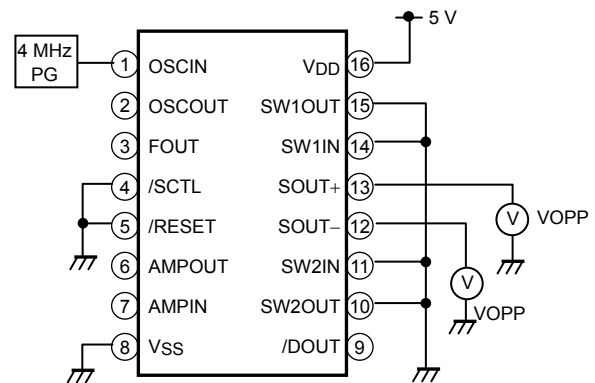 5 V
4 MHz
PG
1 OSCIN VDD 16
2 OSCOUT SW1OUT 15
3 FOUT SW1IN 14
4 /SCTL SOUT+ 13
5 /RESET SOUT− 12
6 AMPOUT SW2IN 11
7 AMPIN SW2OUT 10
8 VSS /DOUT 9
V VOPP
V VOPP